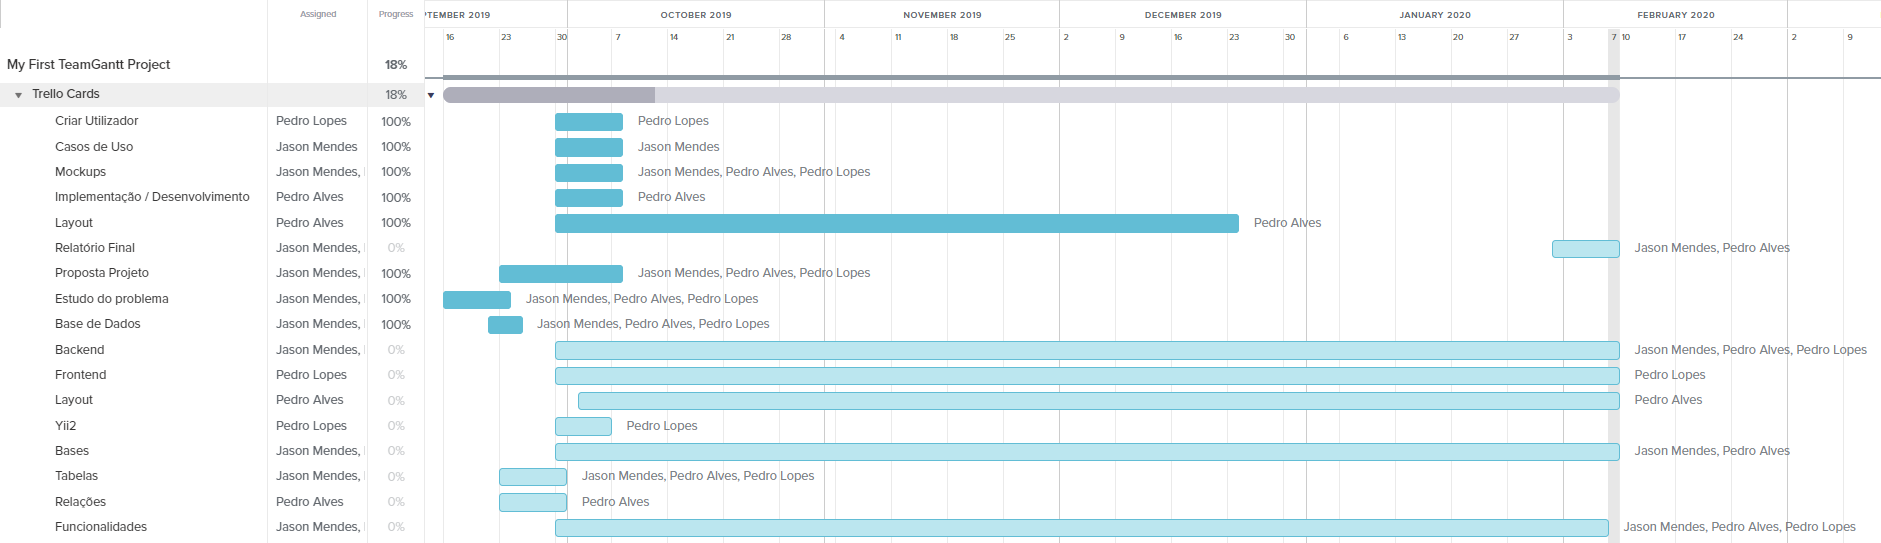 Assigned Progress PTEMBER 2019 OCTOBER 2019 NOVEMBER 2019 DECEMBER 2019 JANUARY 2020 FEBRUARY 2020
16 23 30 7 14 21 28 4 11 18 25 2 9 16 23 30 6 13 20 27 3 7 10 17 24 2 9
My First TeamGantt Project 18%
Trello Cards 18%
Criar Utilizador Pedro Lopes 100% Pedro Lopes
Casos de Uso Jason Mendes 100% Jason Mendes
Mockups Jason Mendes, 100% Jason Mendes, Pedro Alves, Pedro Lopes
Implementação / Desenvolvimento Pedro Alves 100% Pedro Alves
Layout Pedro Alves 100% Pedro Alves
Relatório Final Jason Mendes, 0% Jason Mendes, Pedro Alves
Proposta Projeto Jason Mendes, 100% Jason Mendes, Pedro Alves, Pedro Lopes
Estudo do problema Jason Mendes, 100% Jason Mendes, Pedro Alves, Pedro Lopes
Base de Dados Jason Mendes, 100% Jason Mendes, Pedro Alves, Pedro Lopes
Backend Jason Mendes, 0% Jason Mendes, Pedro Alves, Pedro Lopes
Frontend Pedro Lopes 0% Pedro Lopes
Layout Pedro Alves 0% Pedro Alves
Yii2 Pedro Lopes 0% Pedro Lopes
Bases Jason Mendes, 0% Jason Mendes, Pedro Alves
Tabelas Jason Mendes, 0% Jason Mendes, Pedro Alves, Pedro Lopes
Relações Pedro Alves 0% Pedro Alves
Funcionalidades Jason Mendes, 0% Jason Mendes, Pedro Alves, Pedro Lopes